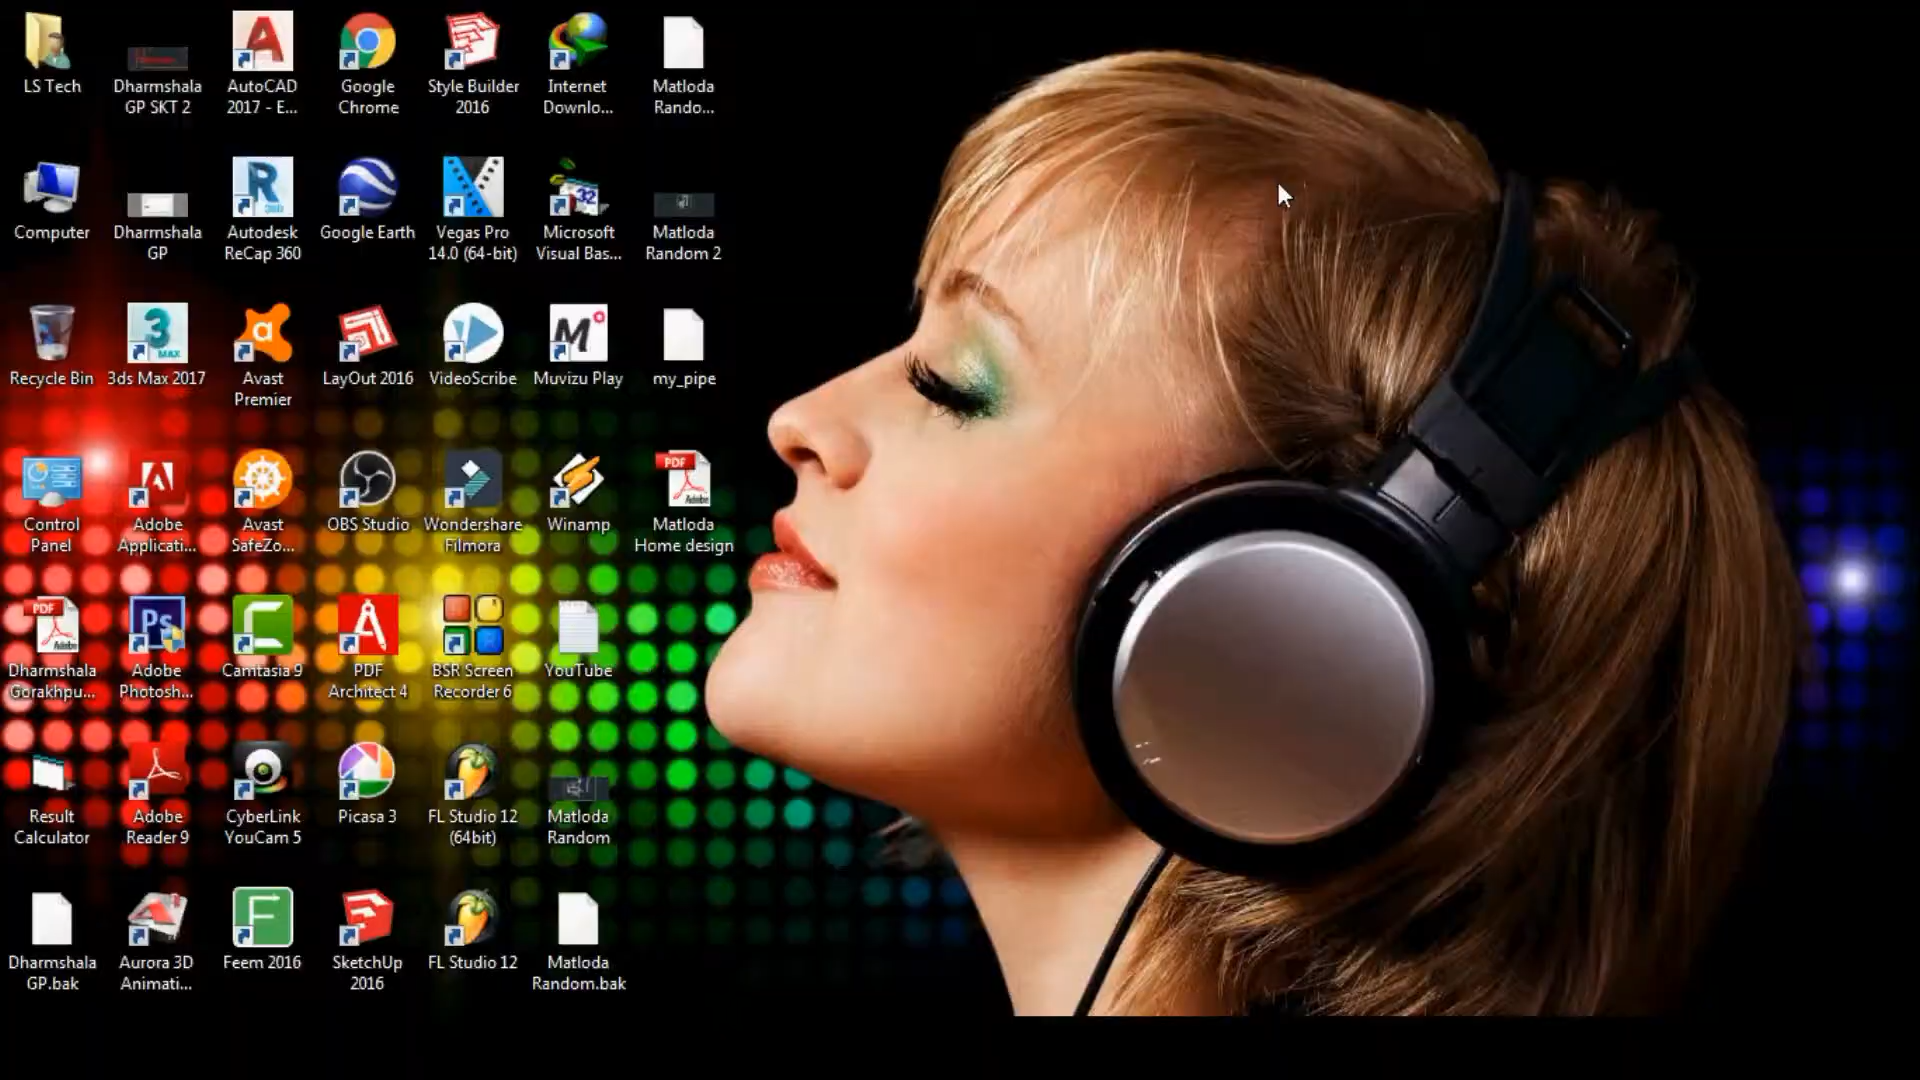 LS Tech
Dharmshala
GP SKT 2
AutoCAD
2017 - E...
Google
Chrome
Style Builder
2016
Internet
Downlo...
Matloda
Rando...
Computer
Dharmshala
GP
Autodesk
ReCap 360
Google Earth
Vegas Pro
14.0 (64-bit)
Microsoft
Visual Bas...
Matloda
Random 2
Recycle Bin
3ds Max 2017
Avast
Premier
LayOut 2016
VideoScribe
Muvizu Play
my_pipe
Control
Panel
Adobe
Applicati...
Avast
SafeZo...
OBS Studio
Wondershare
Filmora
Winamp
Matloda
Home design
Dharmshala
Gorakhpu...
Adobe
Photosh...
Camtasia 9
PDF
Architect 4
BSR Screen
Recorder 6
YouTube
Result
Calculator
Adobe
Reader 9
CyberLink
YouCam 5
Picasa 3
FL Studio 12
(64bit)
Matloda
Random
Dharmshala
GP.bak
Aurora 3D
Animati...
Feem 2016
SketchUp
2016
FL Studio 12
Matloda
Random.bak